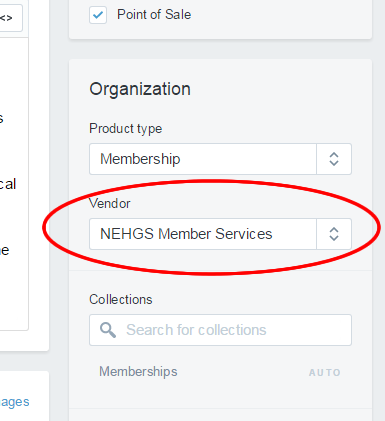 <>
Point of Sale
s
Organization
Product type
Membership
cal
Vendor
NEHGS Member Services
Collections
Search for collections
Memberships AUTO
ages